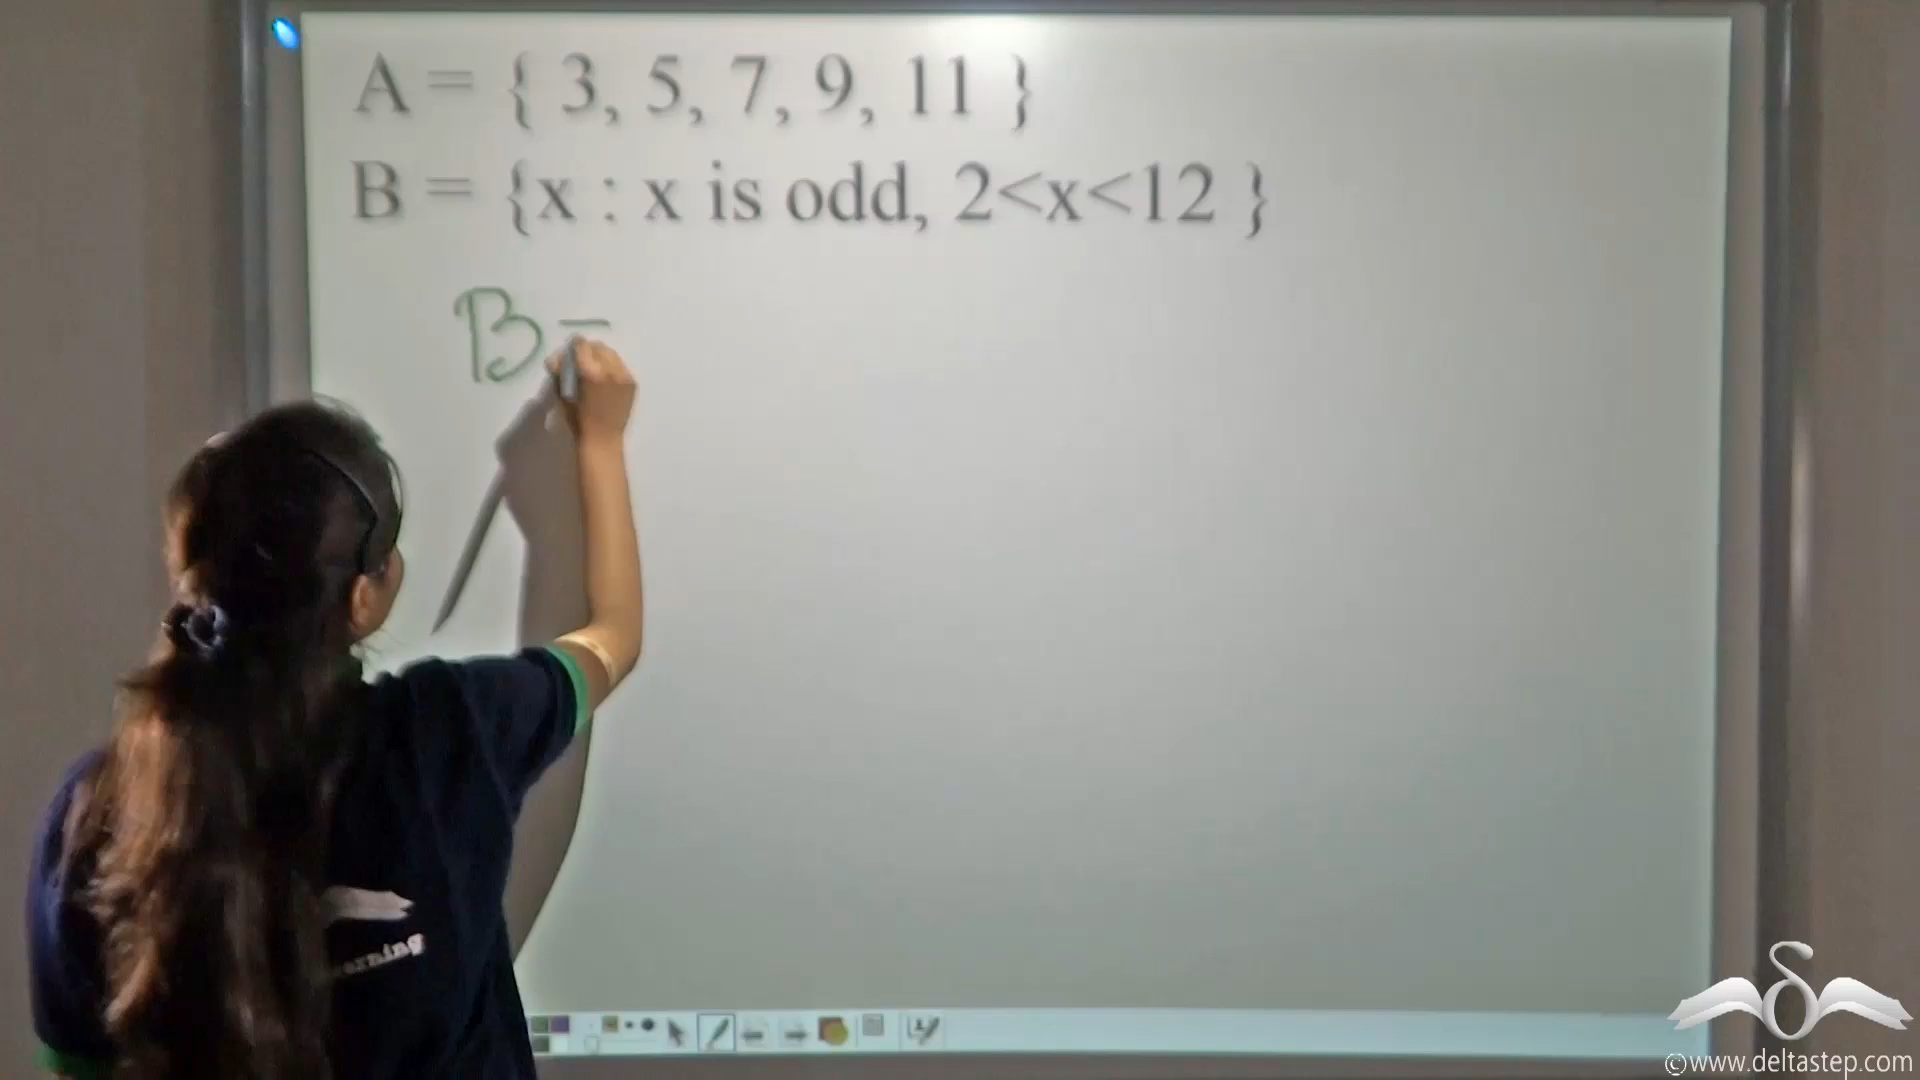 A = { 3, 5, 7, 9, 11 }
B = {x : x is odd, 2<x<12 }
B =
©www.deltastep.com